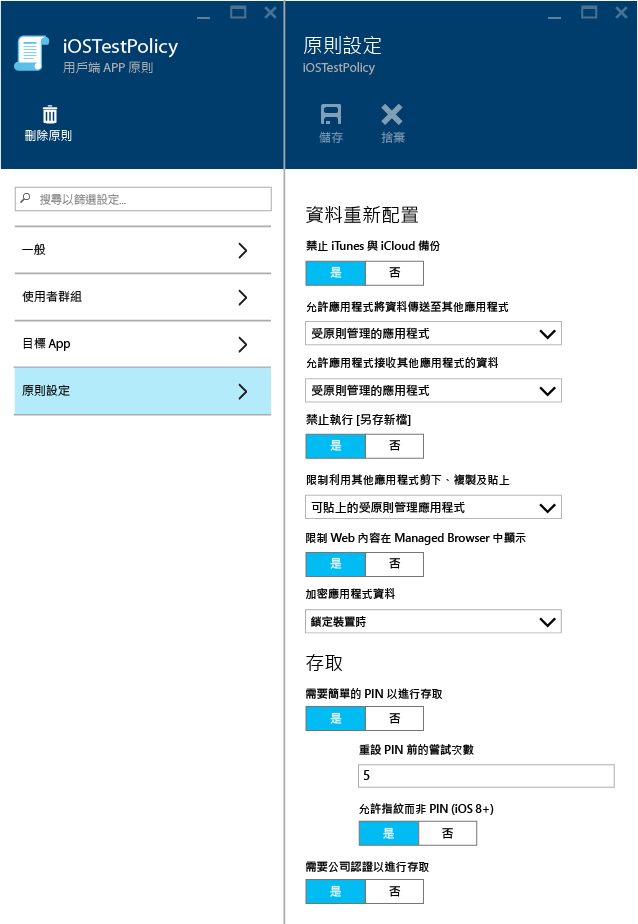 iOSTestPolicy
用戶端 APP 原則
刪除原則
搜尋以篩選設定...
一般
使用者群組
目標 App
原則設定
原則設定
iOSTestPolicy
儲存
捨棄
資料重新配置
禁止 iTunes 與 iCloud 備份
是 否
允許應用程式將資料傳送至其他應用程式
受原則管理的應用程式
允許應用程式接收其他應用程式的資料
受原則管理的應用程式
禁止執行 [另存新檔]
是 否
限制利用其他應用程式剪下、複製及貼上
可貼上的受原則管理應用程式
限制 Web 內容在 Managed Browser 中顯示
是 否
加密應用程式資料
鎖定裝置時
存取
需要簡單的 PIN 以進行存取
是 否
重設 PIN 前的嘗試次數
5
允許指紋而非 PIN (iOS 8+)
是 否
需要公司認證以進行存取
是 否